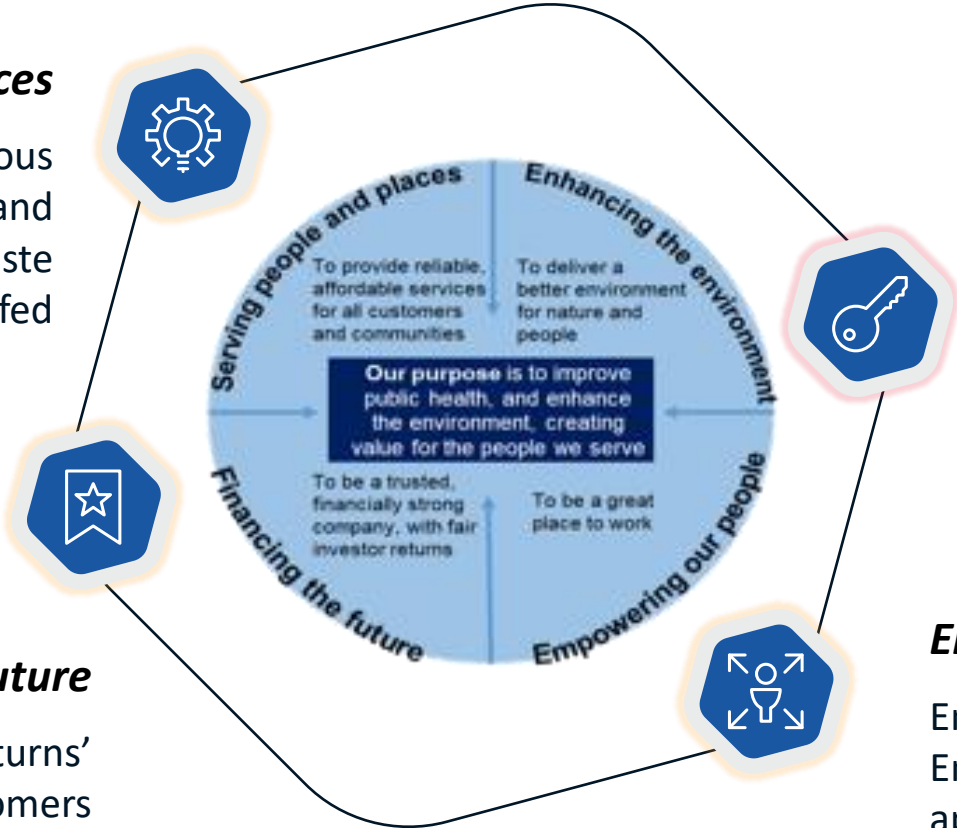 ces
ous
and
ste
fed
Serving people and places
Enhancing the environment
To provide reliable,
affordable services
for all customers
and communities
To deliver a
better environment
for nature and
people
Our purpose is to improve
public health, and enhance
the environment, creating
value for the people we serve
To be a trusted,
financially strong
company, with fair
investor returns
To be a great
place to work
Financing the future
Empowering our people
uture
turns’
omers
En
En